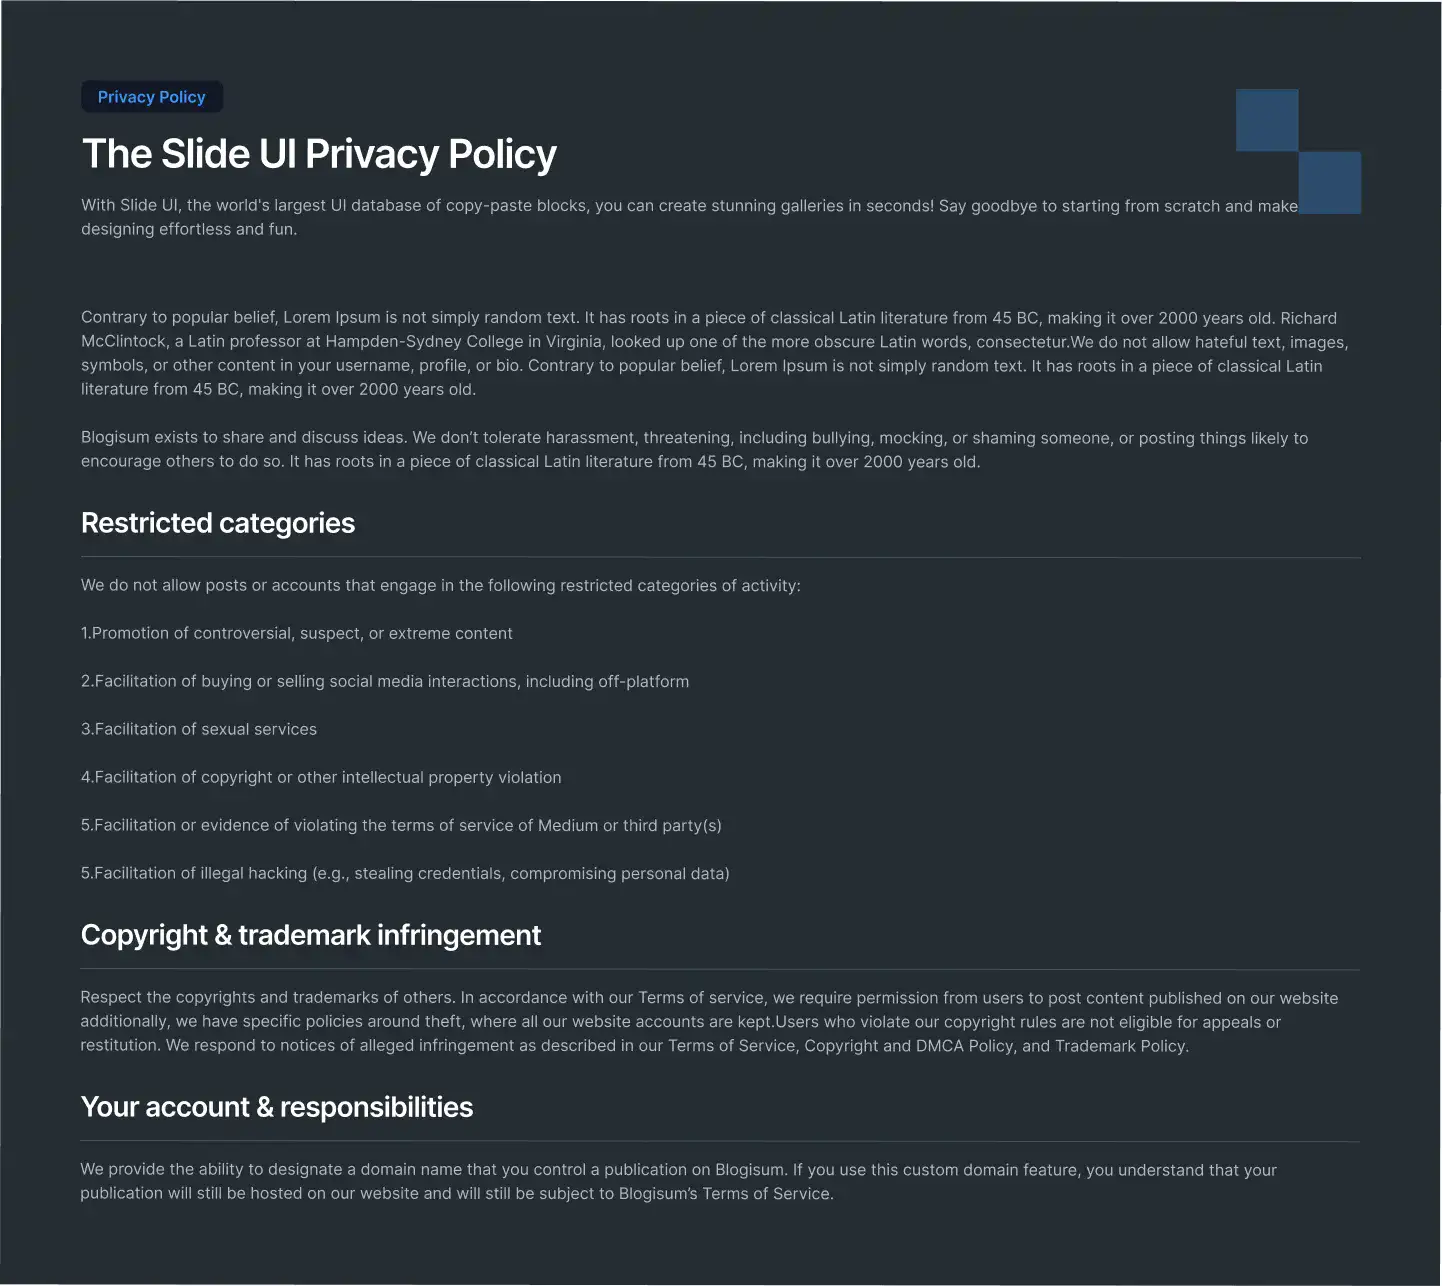 Privacy Policy
The Slide UI Privacy Policy
With Slide UI, the world's largest UI database of copy-paste blocks, you can create stunning galleries in seconds! Say goodbye to starting from scratch and make
designing effortless and fun.
Contrary to popular belief, Lorem Ipsum is not simply random text. It has roots in a piece of classical Latin literature from 45 BC, making it over 2000 years old. Richard
McClintock, a Latin professor at Hampden-Sydney College in Virginia, looked up one of the more obscure Latin words, consectetur.We do not allow hateful text, images,
symbols, or other content in your username, profile, or bio. Contrary to popular belief, Lorem Ipsum is not simply random text. It has roots in a piece of classical Latin
literature from 45 BC, making it over 2000 years old.
Blogisum exists to share and discuss ideas. We don’t tolerate harassment, threatening, including bullying, mocking, or shaming someone, or posting things likely to
encourage others to do so. It has roots in a piece of classical Latin literature from 45 BC, making it over 2000 years old.
Restricted categories
We do not allow posts or accounts that engage in the following restricted categories of activity:
1.Promotion of controversial, suspect, or extreme content
2.Facilitation of buying or selling social media interactions, including off-platform
3.Facilitation of sexual services
4.Facilitation of copyright or other intellectual property violation
5.Facilitation or evidence of violating the terms of service of Medium or third party(s)
5.Facilitation of illegal hacking (e.g., stealing credentials, compromising personal data)
Copyright & trademark infringement
Respect the copyrights and trademarks of others. In accordance with our Terms of service, we require permission from users to post content published on our website
additionally, we have specific policies around theft, where all our website accounts are kept.Users who violate our copyright rules are not eligible for appeals or
restitution. We respond to notices of alleged infringement as described in our Terms of Service, Copyright and DMCA Policy, and Trademark Policy.
Your account & responsibilities
We provide the ability to designate a domain name that you control a publication on Blogisum. If you use this custom domain feature, you understand that your
publication will still be hosted on our website and will still be subject to Blogisum’s Terms of Service.